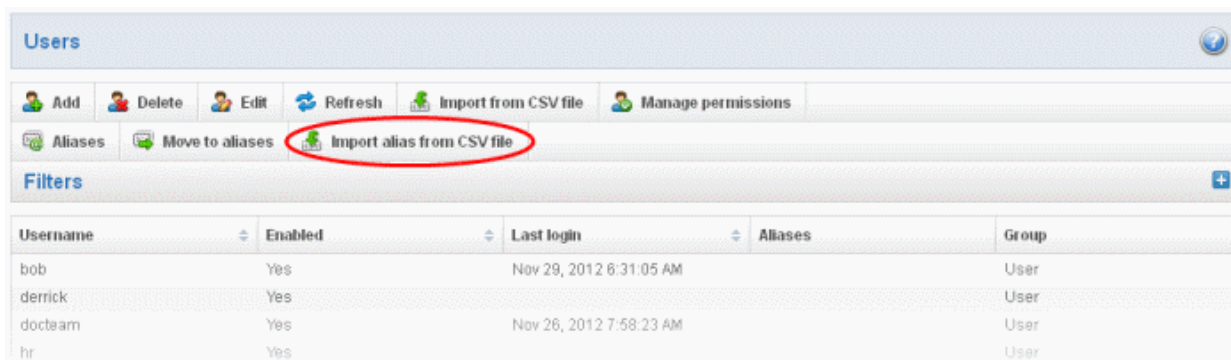 Users
Add Delete Edit Refresh Import from CSV file Manage permissions
Aliases Move to aliases Import alias from CSV file
Filters
Username Enabled Last login Aliases Group
bob Yes Nov 29, 2012 6:31:05 AM User
derrick Yes User
docteam Yes Nov 26, 2012 7:58:23 AM User
hr Yes User